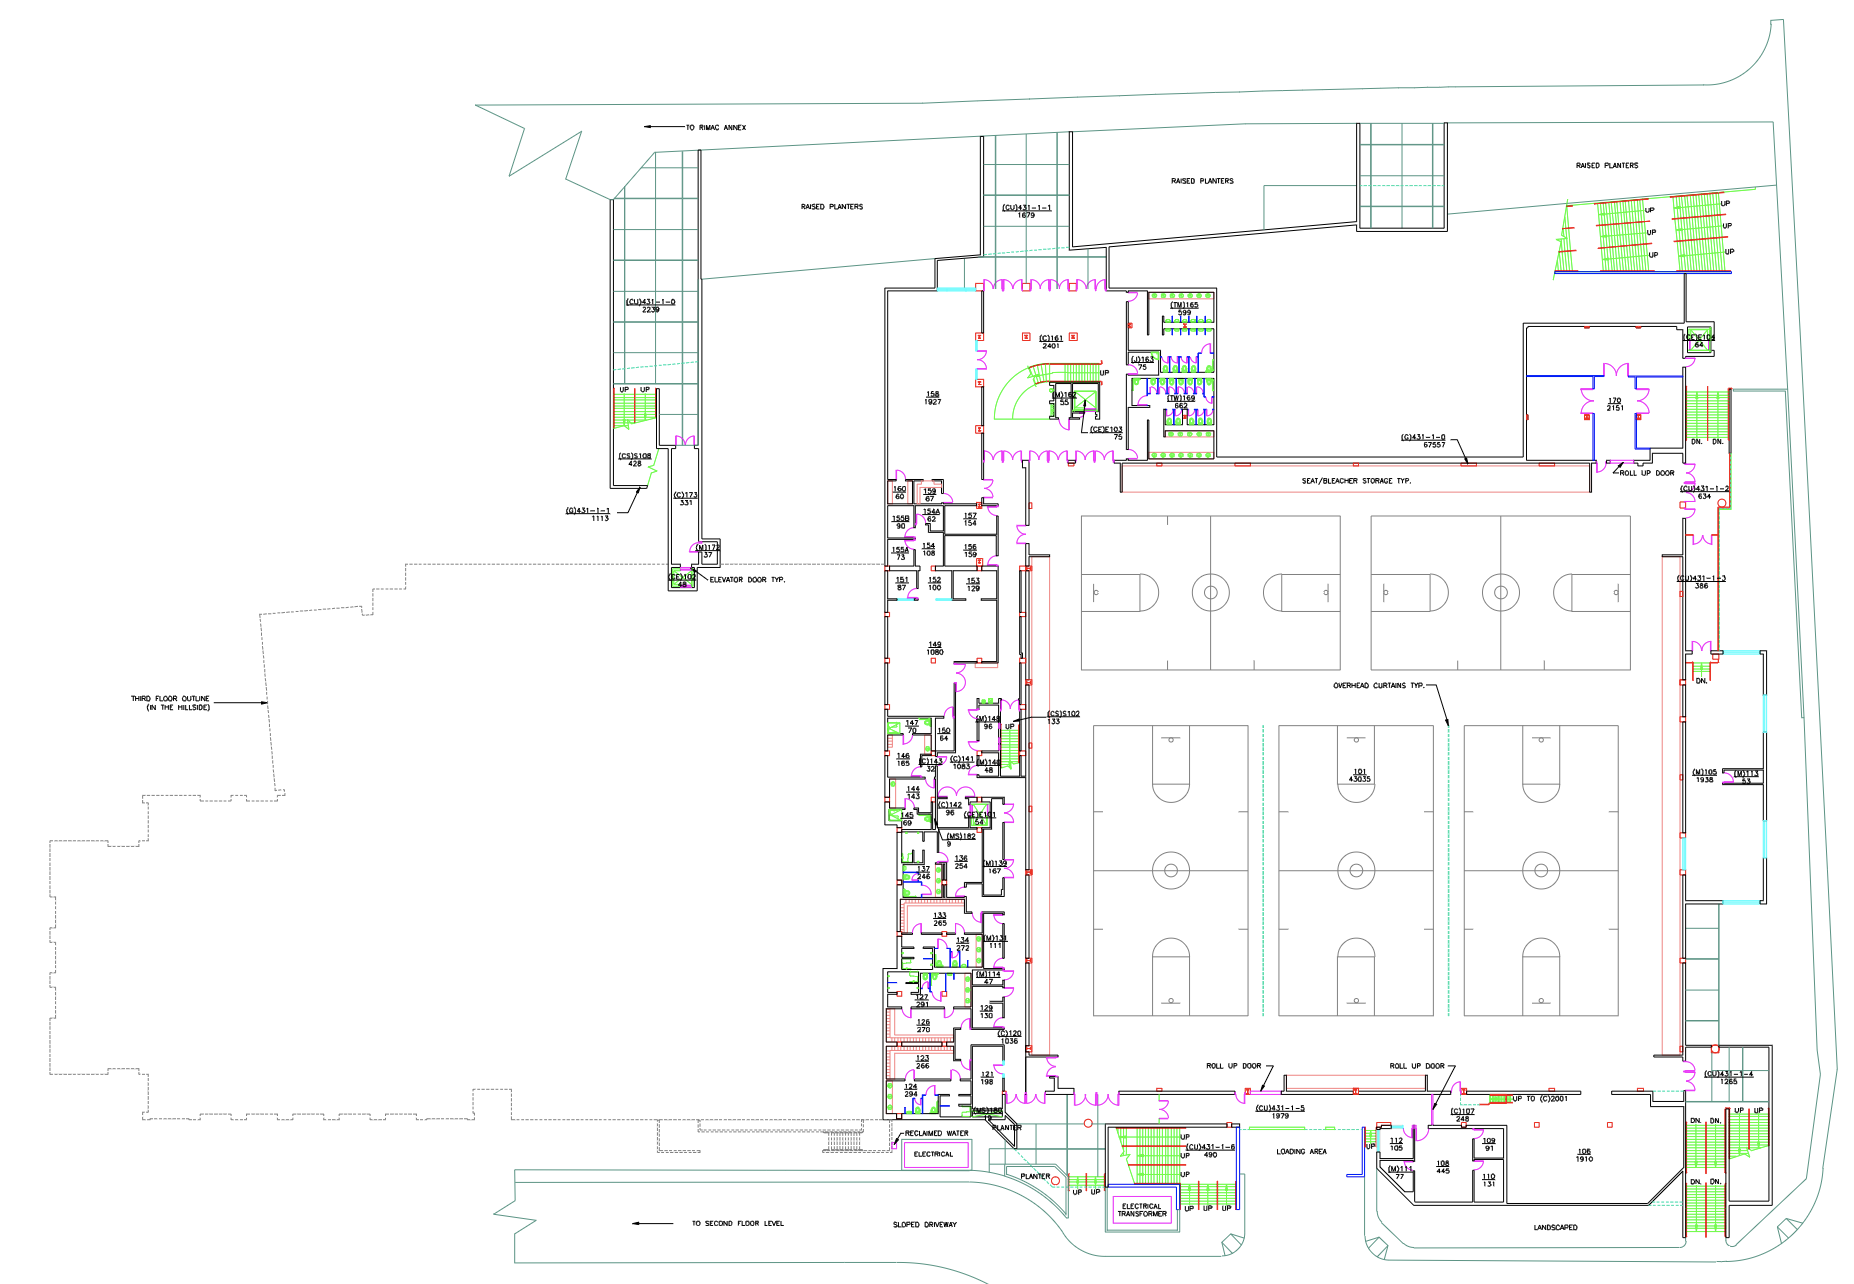 TO RIMAC ANNEX
RAISED PLANTERS
RAISED PLANTERS
RAISED PLANTERS
(CU)431-1-1
1679
UP
UP
UP
UP
UP
UP
(CU)431-1-0
2239
(TM)165
599
(C)161
2401
(CE)E104
64
(J)163
75
UP
UP
UP
158
1927
(M)162
55
(TW)169
662
170
2151
(CE)E103
75
(G)431-1-0
67557
DN.
DN.
(CS)S108
428
ROLL UP DOOR
SEAT/BLEACHER STORAGE TYP.
(C)173
331
160
60
159
67
(CU)431-1-2
634
(G)431-1-1
1113
155B
90
154A
62
157
154
(M)172
37
155A
73
154
108
156
159
(CE)102
48
ELEVATOR DOOR TYP.
151
87
152
100
153
129
(CU)431-1-3
386
149
1080
DN.
OVERHEAD CURTAINS TYP.
THIRD FLOOR OUTLINE
(IN THE HILLSIDE)
147
70
150
64
(M)148
96
UP
(CS)S102
133
146
165
(C)143
32
(C)141
1083
(M)140
48
101
43035
(M)105
1938
(M)113
53
144
143
145
69
(C)142
96
(CE)E101
54
(MS)182
9
136
254
137
246
(M)139
167
133
265
134
272
(M)131
111
(M)114
47
127
291
129
130
126
270
(C)120
1036
123
266
121
198
124
294
(MS)180
19
ROLL UP DOOR
ROLL UP DOOR
(CU)431-1-4
1265
(CU)431-1-5
1979
(C)107
248
UP TO (C)2001
UP
UP
PLANTER
RECLAIMED WATER
ELECTRICAL
UP
UP
UP
UP
(CU)431-1-6
490
LOADING AREA
UP
112
105
109
91
106
1910
DN.
DN.
(M)111
77
108
445
110
131
PLANTER
UP
UP
DN.
DN.
ELECTRICAL
TRANSFORMER
UP
UP
UP
TO SECOND FLOOR LEVEL
SLOPED DRIVEWAY
LANDSCAPED